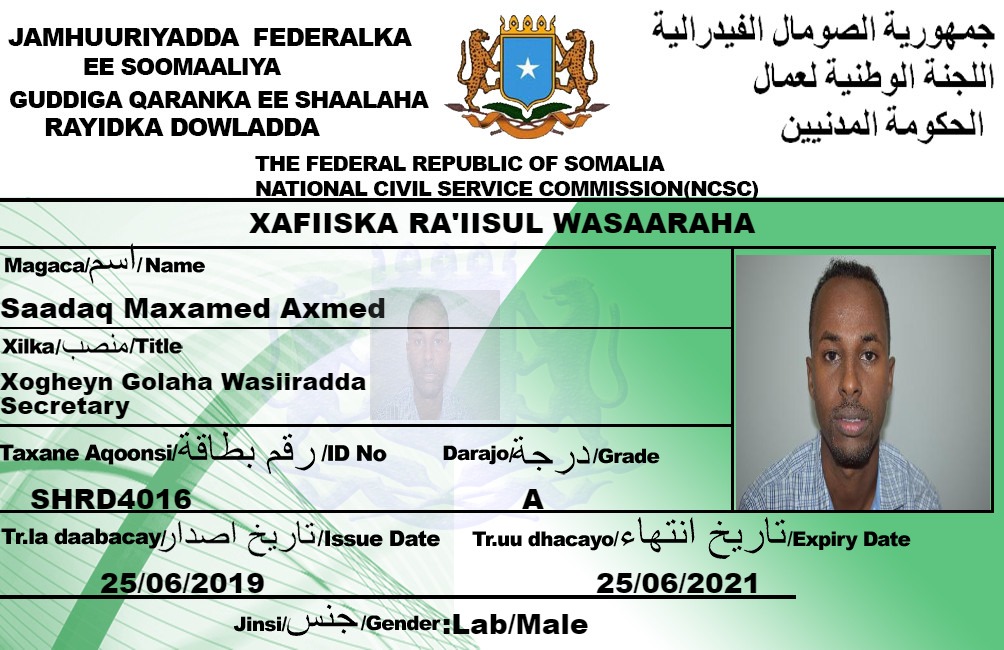 JAMHUURIYADDA FEDERALKA
EE SOOMAALIYA
GUDDIGA QARANKA EE SHAALAHA
RAYIDKA DOWLADDA
جمهورية الصومال الفيدرالية
اللجنة الوطنية لعمال
الحكومة المدنيين
THE FEDERAL REPUBLIC OF SOMALIA
NATIONAL CIVIL SERVICE COMMISSION(NCSC)
XAFIISKA RA'IISUL WASAARAHA
Magaca/اسم/Name
Saadaq Maxamed Axmed
Xilka/منصب/Title
Xogheyn Golaha Wasiiradda
Secretary
Taxane Aqoonsi/رقم بطاقة/ID No Darajo/درجة/Grade
SHRD4016 A
Tr.la daabacay/تاريخ اصدار/Issue Date Tr.uu dhacayo/تاريخ انتهاء/Expiry Date
25/06/2019 25/06/2021
Jinsi/جنس/Gender:Lab/Male